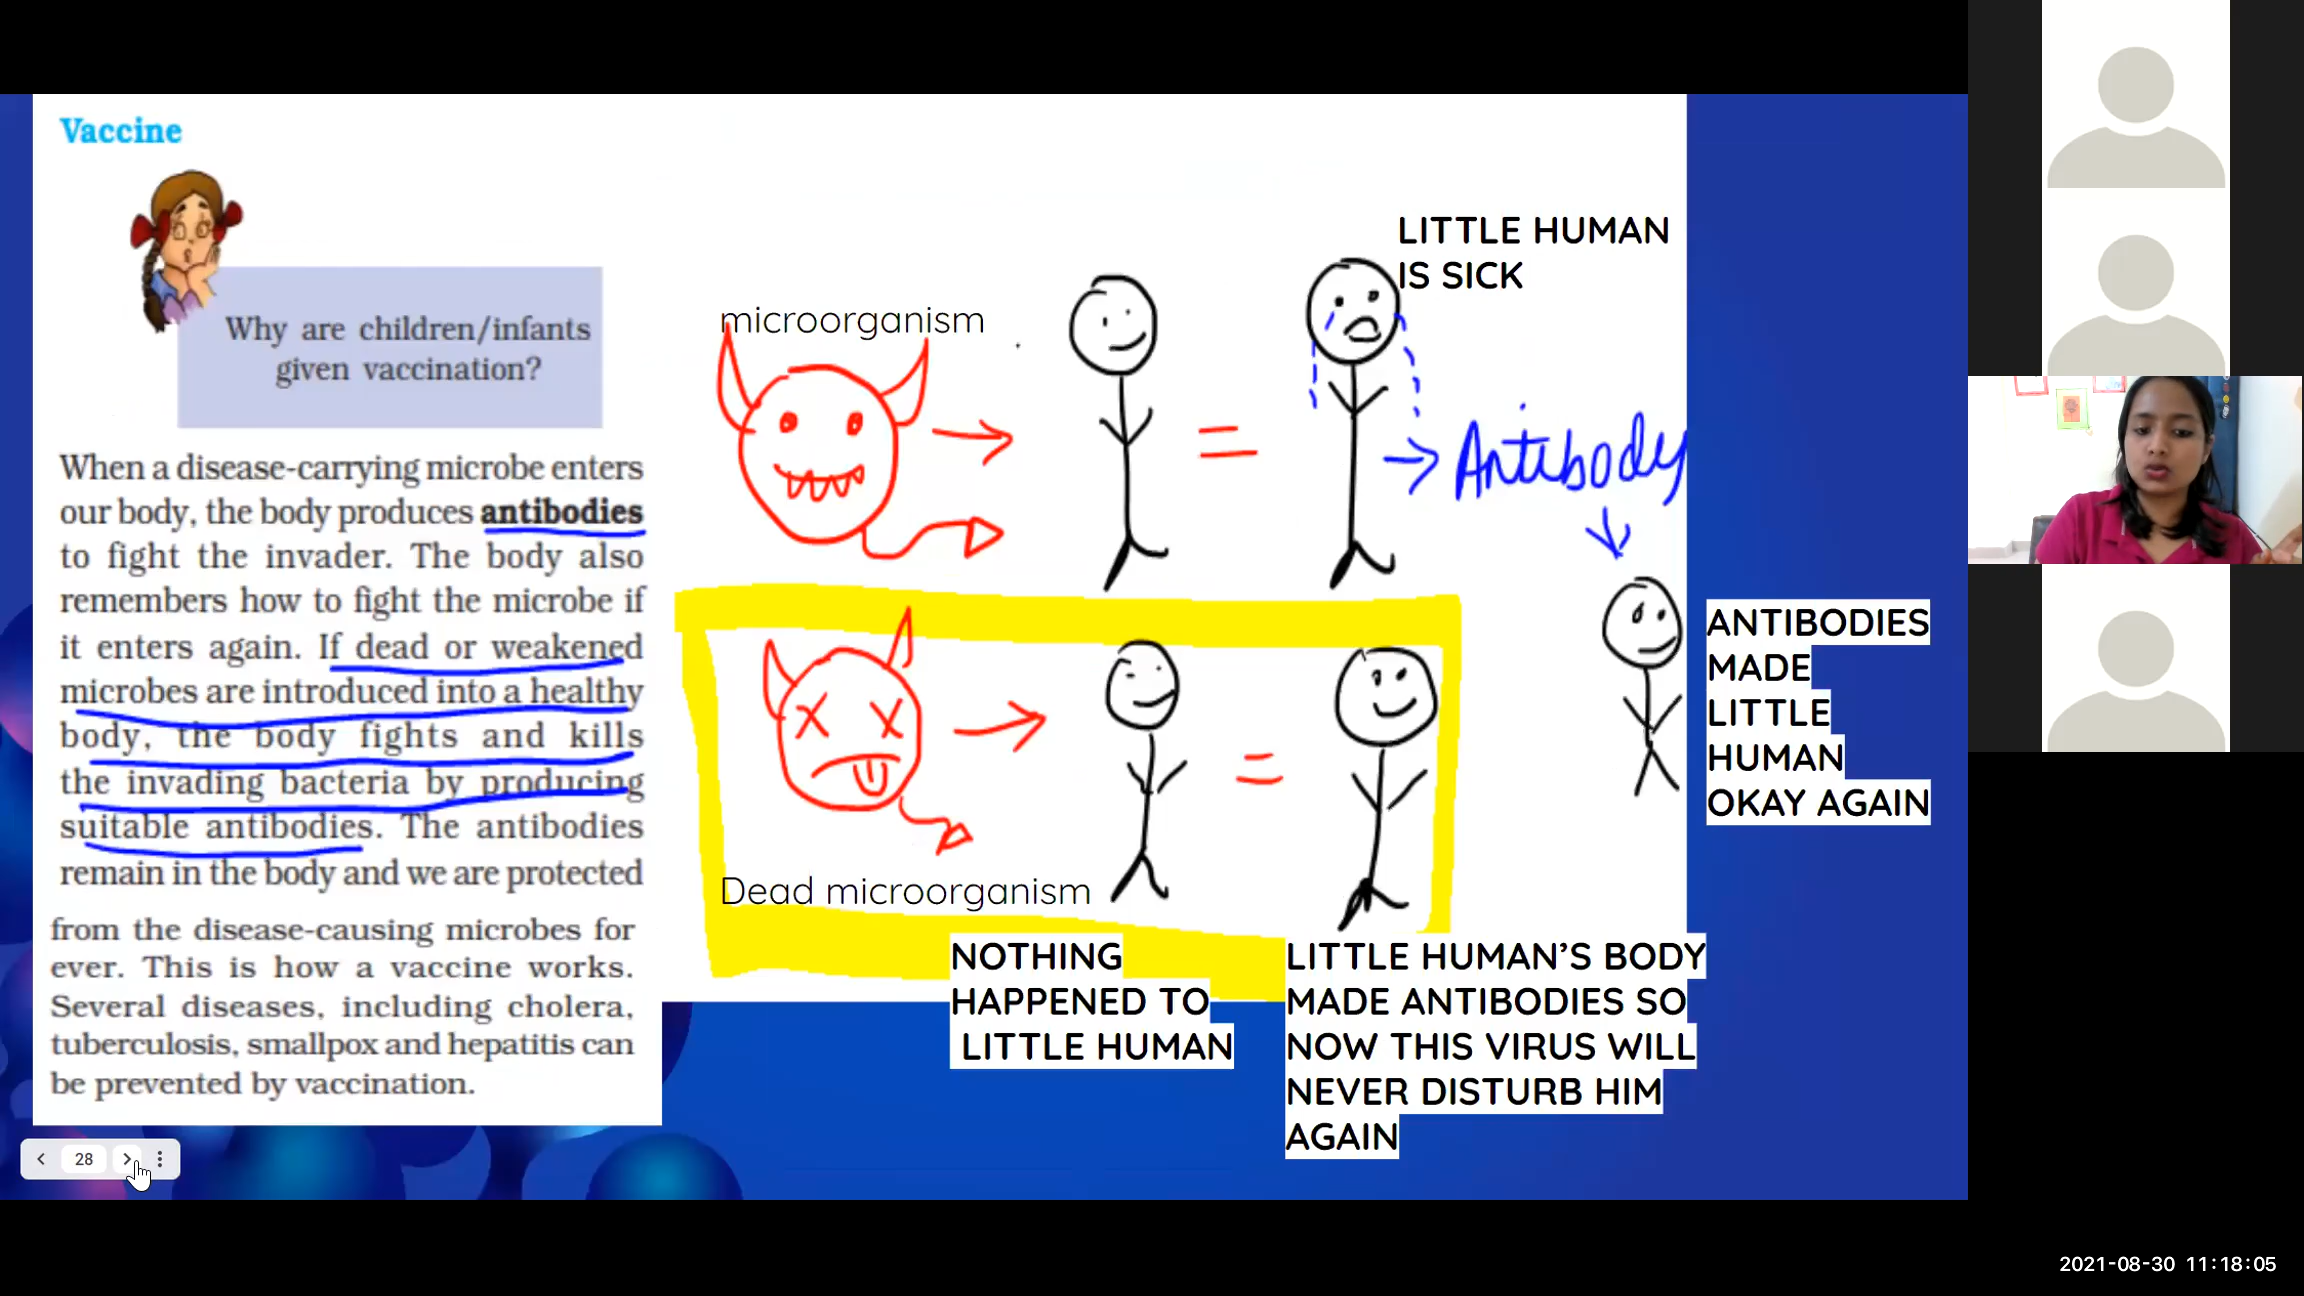 Vaccine
Why are children/infants
given vaccination?
When a disease-carrying microbe enters
our body, the body produces antibodies
to fight the invader. The body also
remembers how to fight the microbe if
it enters again. If dead or weakened
microbes are introduced into a healthy
body, the body fights and kills
the invading bacteria by producing
suitable antibodies. The antibodies
remain in the body and we are protected
from the disease-causing microbes for
ever. This is how a vaccine works.
Several diseases, including cholera,
tuberculosis, smallpox and hepatitis can
be prevented by vaccination.
microorganism
LITTLE HUMAN
IS SICK
Antibody
ANTIBODIES
MADE
LITTLE
HUMAN
OKAY AGAIN
Dead microorganism
NOTHING
HAPPENED TO
LITTLE HUMAN
LITTLE HUMAN’S BODY
MADE ANTIBODIES SO
NOW THIS VIRUS WILL
NEVER DISTURB HIM
AGAIN
28
2021-08-30 11:18:05